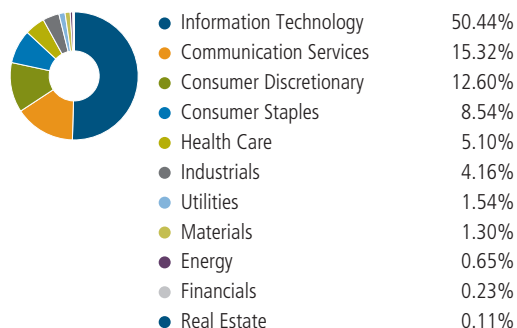 Information Technology 50.44%
Communication Services 15.32%
Consumer Discretionary 12.60%
Consumer Staples 8.54%
Health Care 5.10%
Industrials 4.16%
Utilities 1.54%
Materials 1.30%
Energy 0.65%
Financials 0.23%
Real Estate 0.11%